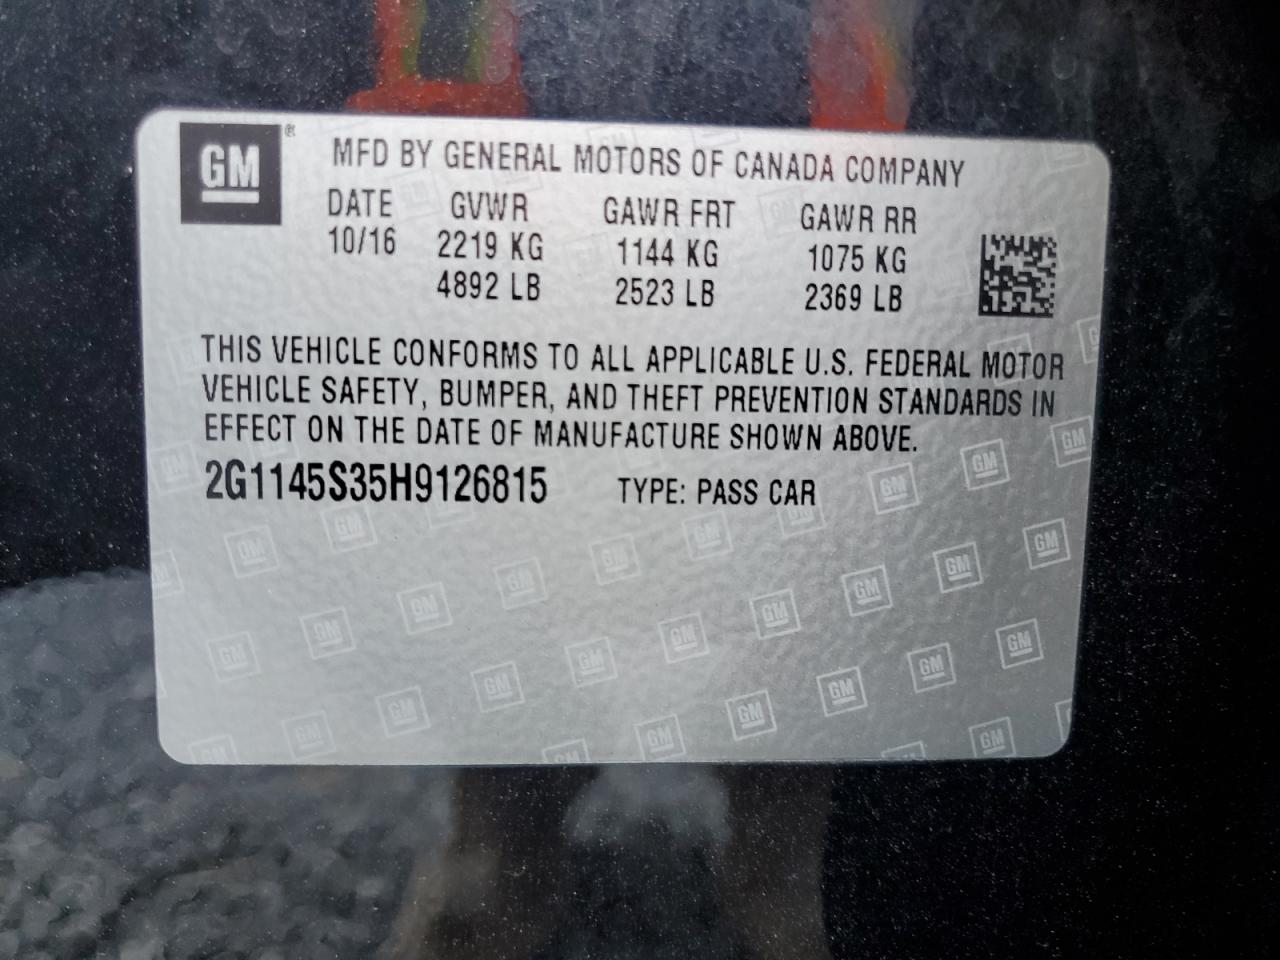 GM®
MFD BY GENERAL MOTORS OF CANADA COMPANY
DATE GVWR GAWR FRT GAWR RR
10/16 2219 KG 1144 KG 1075 KG
4892 LB 2523 LB 2369 LB
THIS VEHICLE CONFORMS TO ALL APPLICABLE U.S. FEDERAL MOTOR
VEHICLE SAFETY, BUMPER, AND THEFT PREVENTION STANDARDS IN
EFFECT ON THE DATE OF MANUFACTURE SHOWN ABOVE.
2G1145S35H9126815 TYPE: PASS CAR